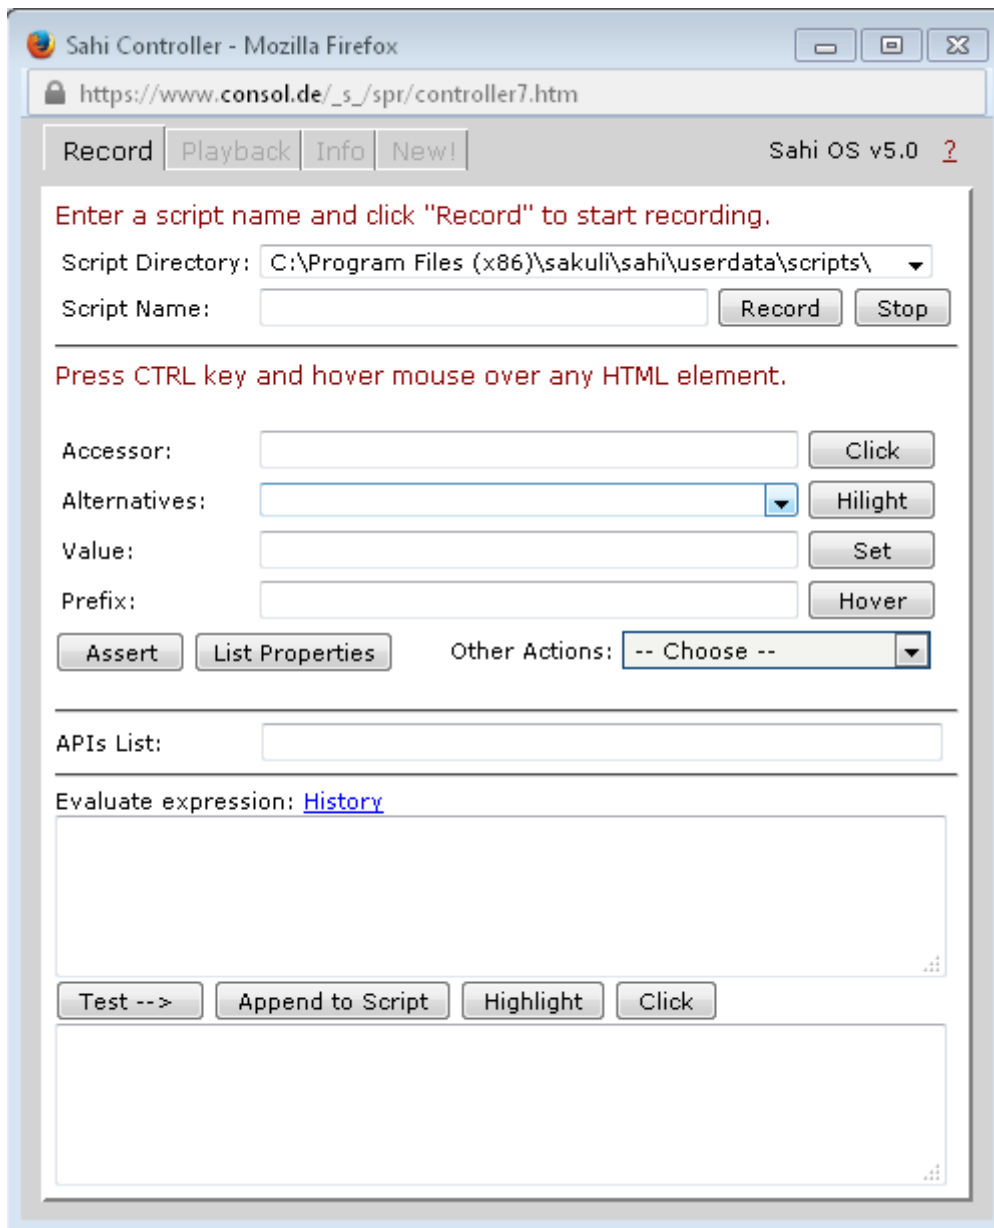 Sahi Controller - Mozilla Firefox
https://www.consol.de/_s_/spr/controller7.htm
Record Playback Info New! Sahi OS v5.0 ?
Enter a script name and click "Record" to start recording.
Script Directory: C:\Program Files (x86)\sakuli\sahi\userdata\scripts\
Script Name: Record Stop
Press CTRL key and hover mouse over any HTML element.
Accessor: Click
Alternatives: Hilight
Value: Set
Prefix: Hover
Assert List Properties Other Actions: -- Choose --
APIs List:
Evaluate expression: History
Test --> Append to Script Highlight Click